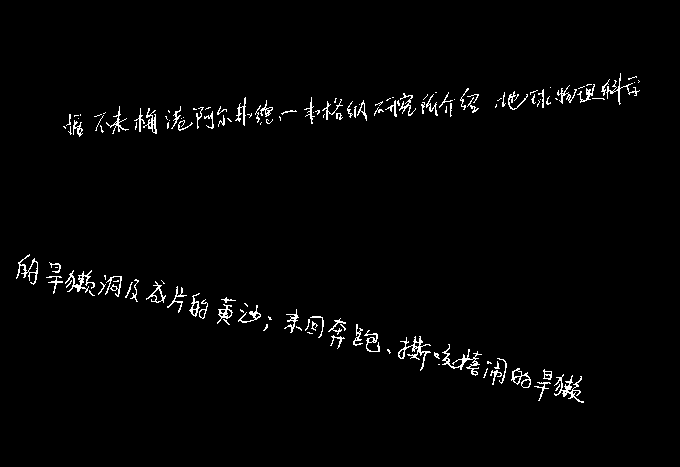 据不来梅港阿尔弗德-韦格纳研究所介绍,地球物理科学
的旱獭洞及成片的黄沙;来回奔跑、撕咬嬉闹的旱獭